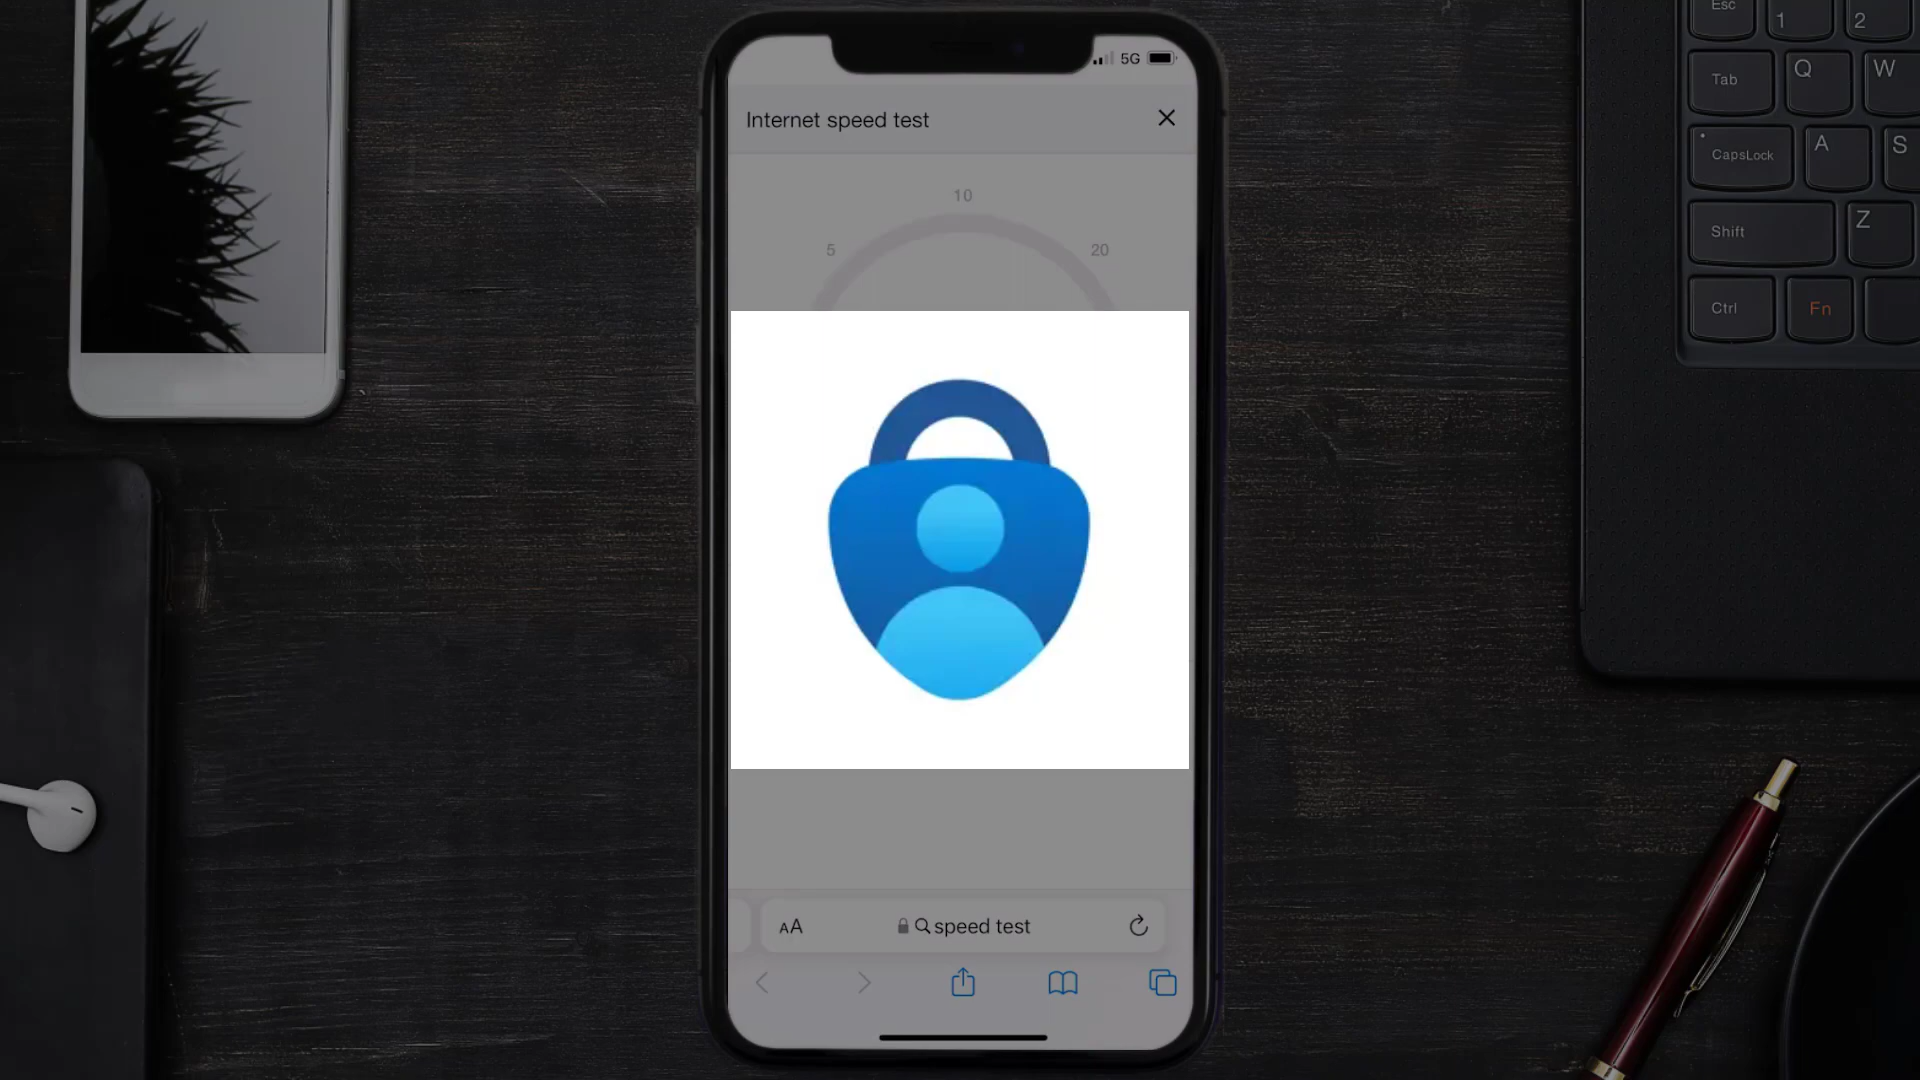 5G
Internet speed test
10
5
20
AA
speed test
Esc
1
2
Tab
Q
W
CapsLock
A
S
Shift
Z
Ctrl
Fn